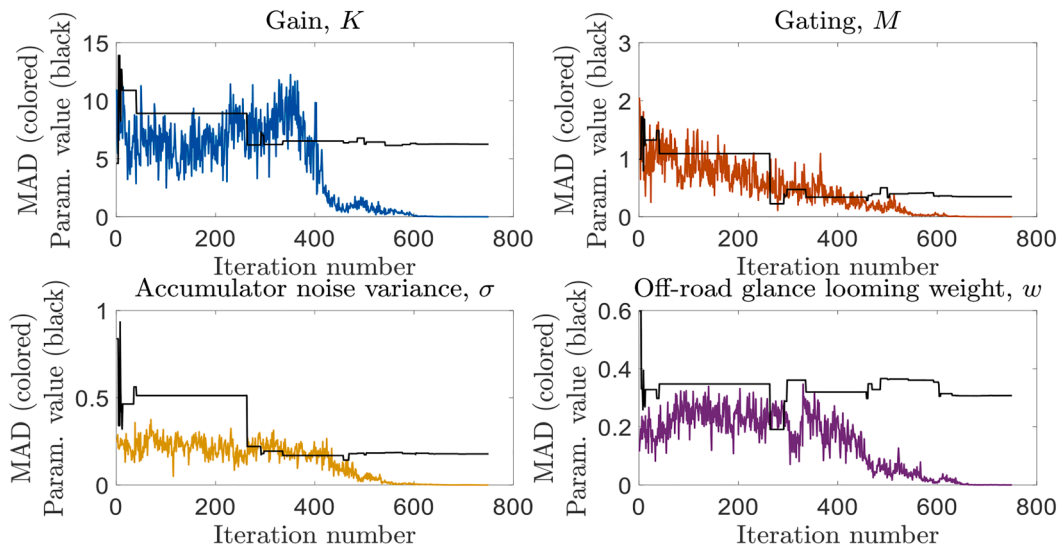 Gain, K
MAD (colored)
Param. value (black)
15
10
5
0
0 200 400 600 800
Iteration number
Gating, M
MAD (colored)
Param. value (black)
3
2
1
0
0 200 400 600 800
Iteration number
Accumulator noise variance, σ
MAD (colored)
Param. value (black)
1
0.5
0
0 200 400 600 800
Iteration number
Off-road glance looming weight, w
MAD (colored)
Param. value (black)
0.6
0.4
0.2
0
0 200 400 600 800
Iteration number